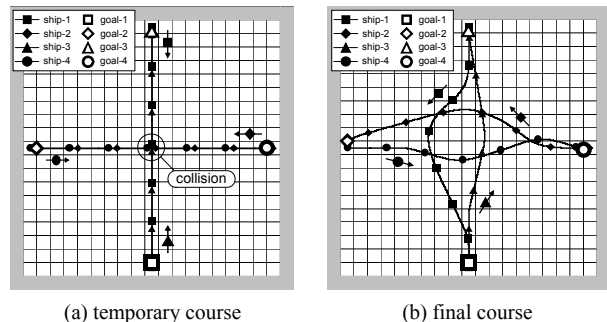 ship-1 goal-1
ship-2 goal-2
ship-3 goal-3
ship-4 goal-4
collision
(a) temporary course
ship-1 goal-1
ship-2 goal-2
ship-3 goal-3
ship-4 goal-4
(b) final course